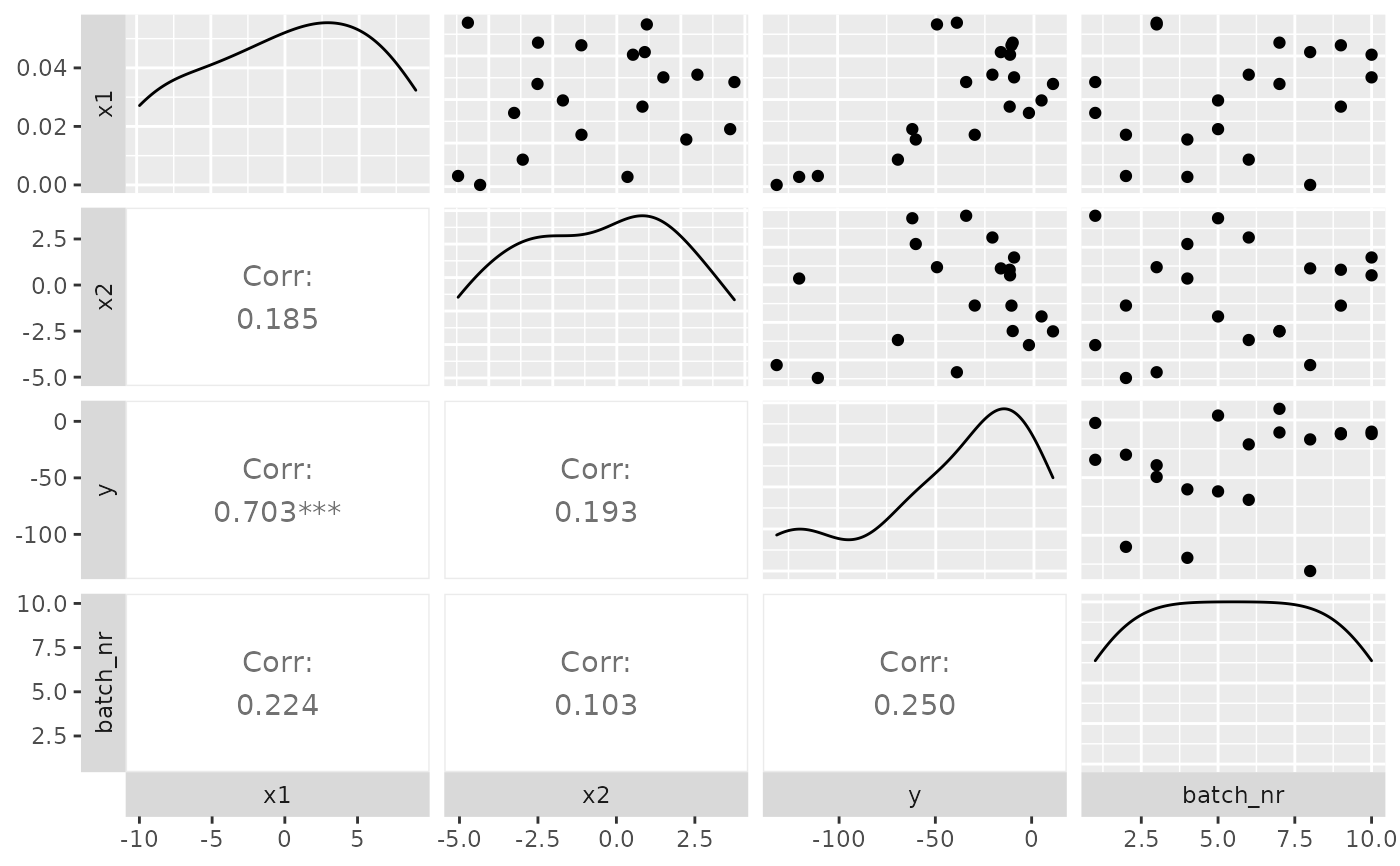 0.04
0.02
0.00
x1
2.5
0.0
-2.5
-5.0
x2
Corr:
0.185
0
-50
-100
y
Corr:
0.703***
Corr:
0.193
10.0
7.5
5.0
2.5
batch_nr
Corr:
0.224
Corr:
0.103
Corr:
0.250
x1 x2 y batch_nr
-10 -5 0 5 -5.0 -2.5 0.0 2.5 -100 -50 0 2.5 5.0 7.5 10.0